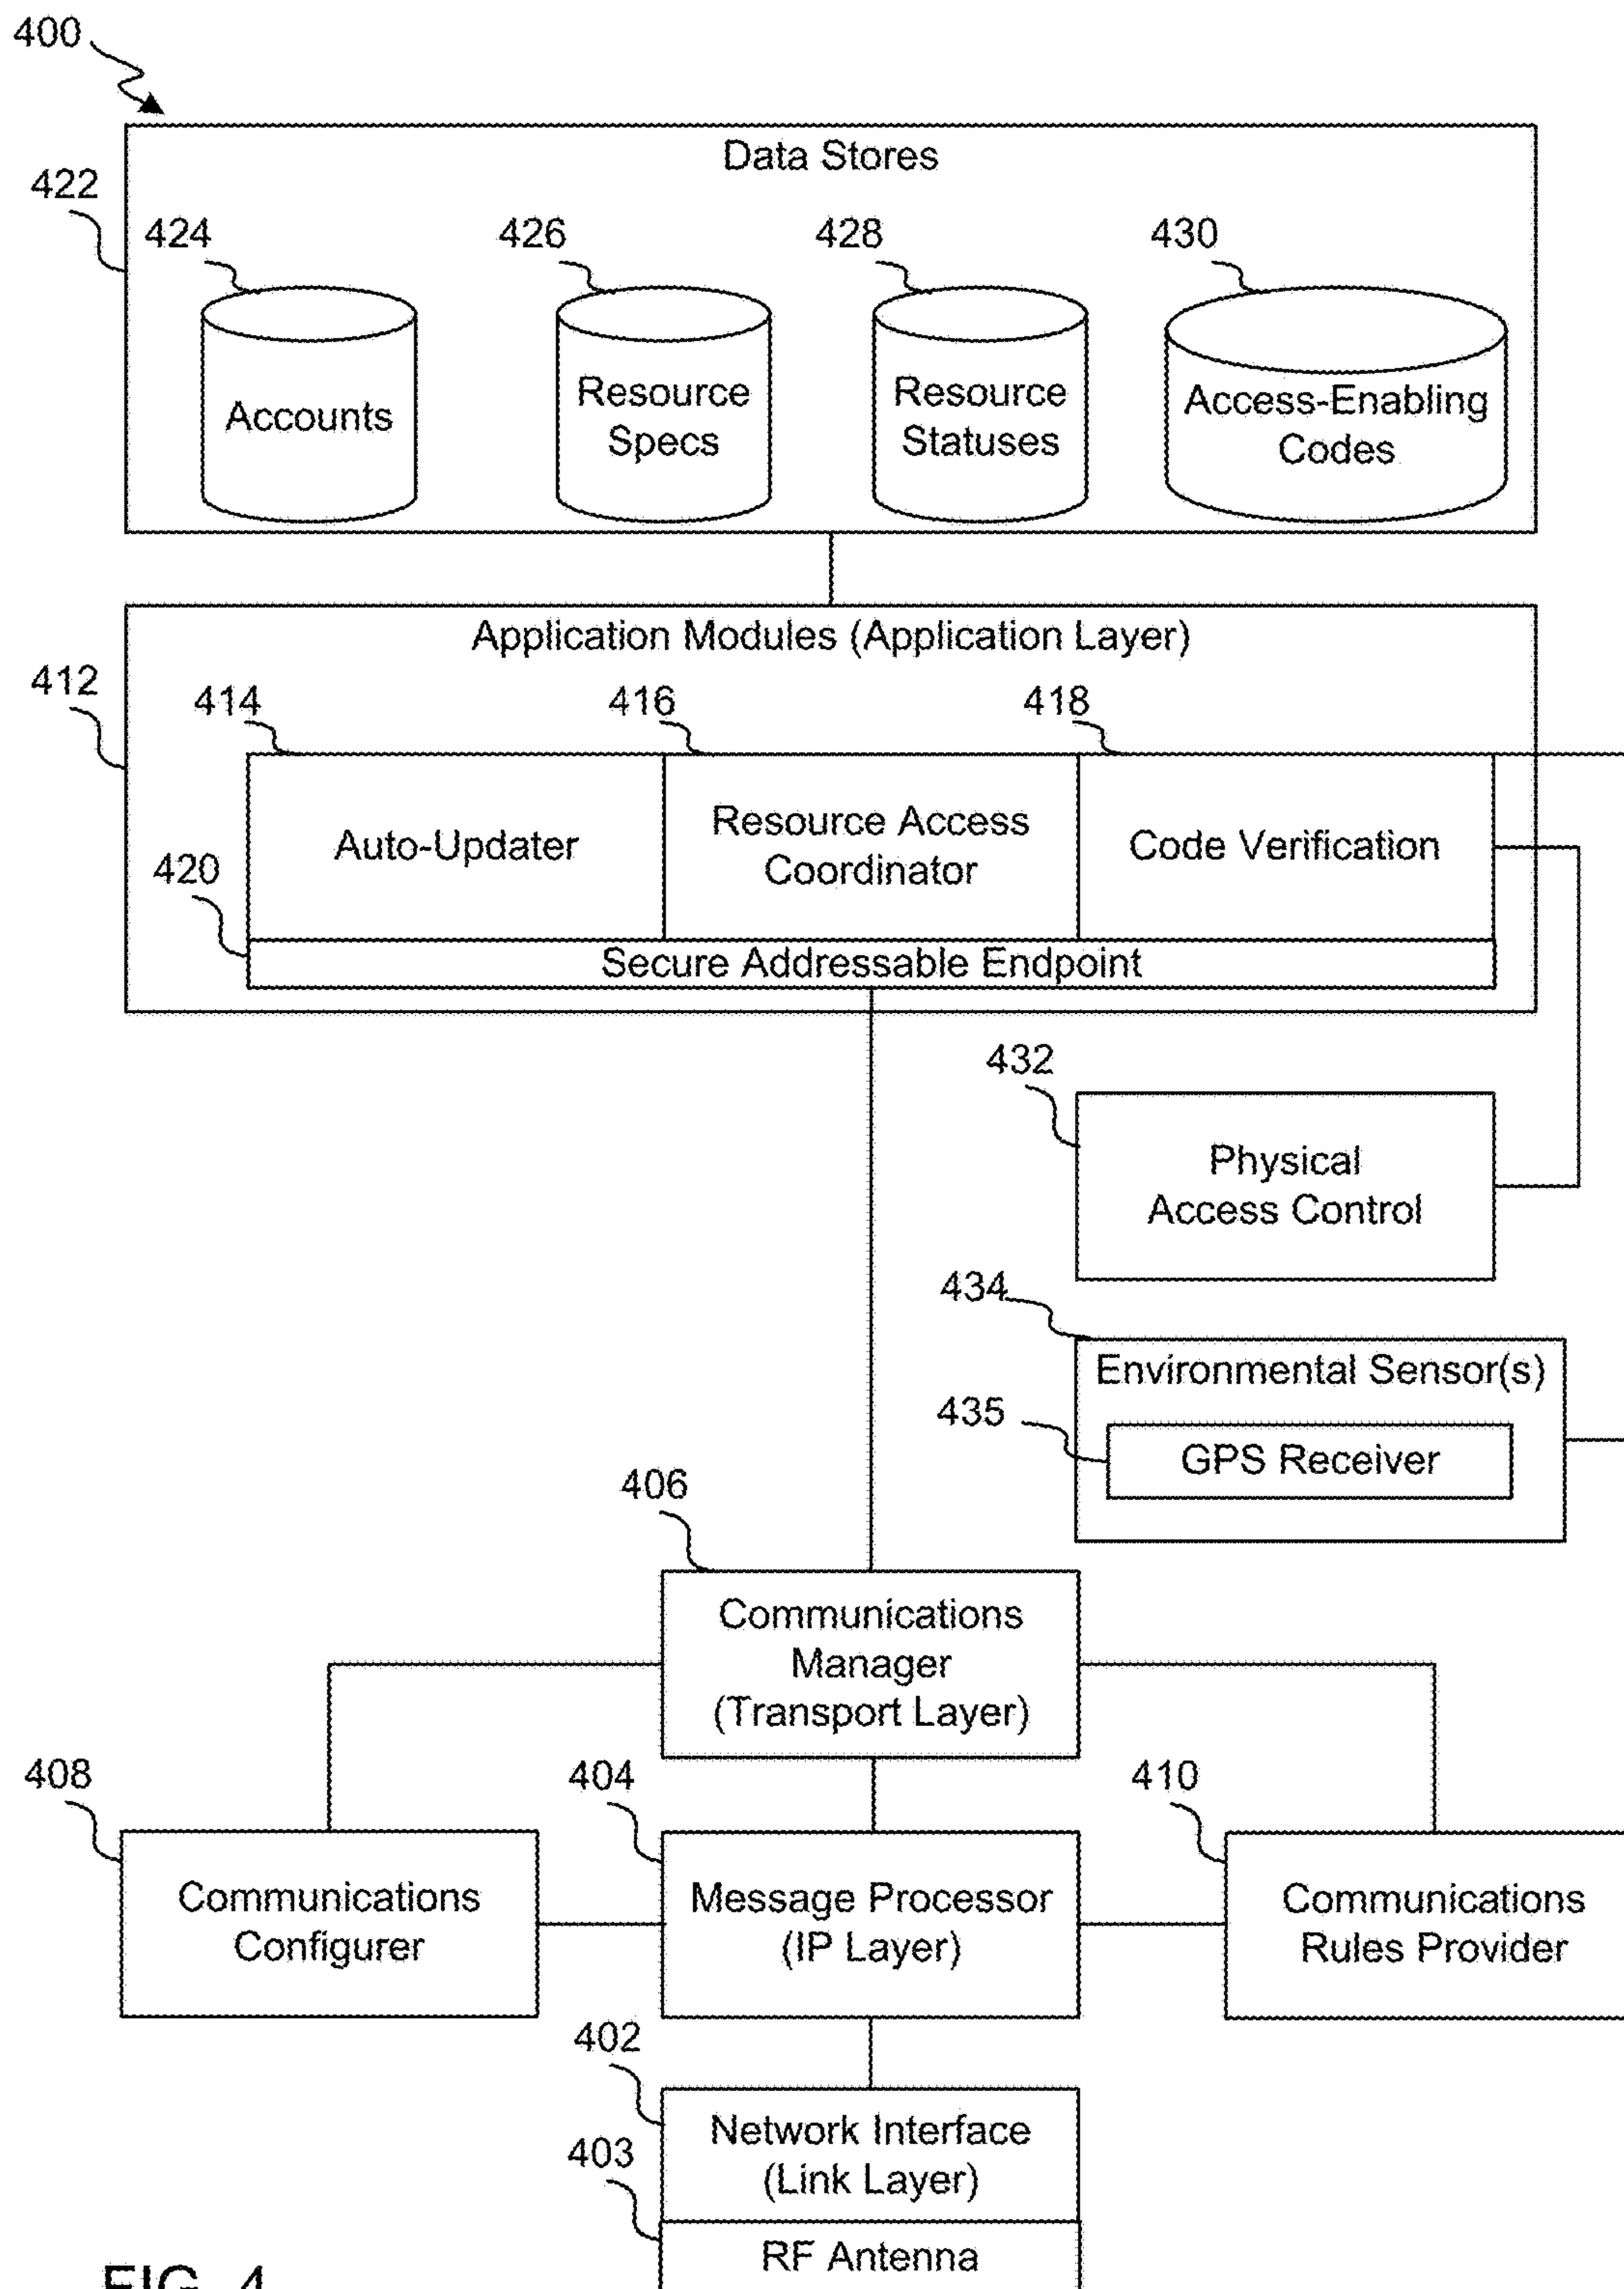 400
Data Stores
422
424
426
428
430
Accounts
Resource
Specs
Resource
Statuses
Access-Enabling
Codes
Application Modules (Application Layer)
412
414
416
418
Auto-Updater
Resource Access
Coordinator
Code Verification
420
Secure Addressable Endpoint
432
Physical
Access Control
434
Environmental Sensor(s)
435
GPS Receiver
406
Communications
Manager
(Transport Layer)
408
404
410
Communications
Configurer
Message Processor
(IP Layer)
Communications
Rules Provider
402
Network Interface
(Link Layer)
403
RF Antenna
FIG. 4